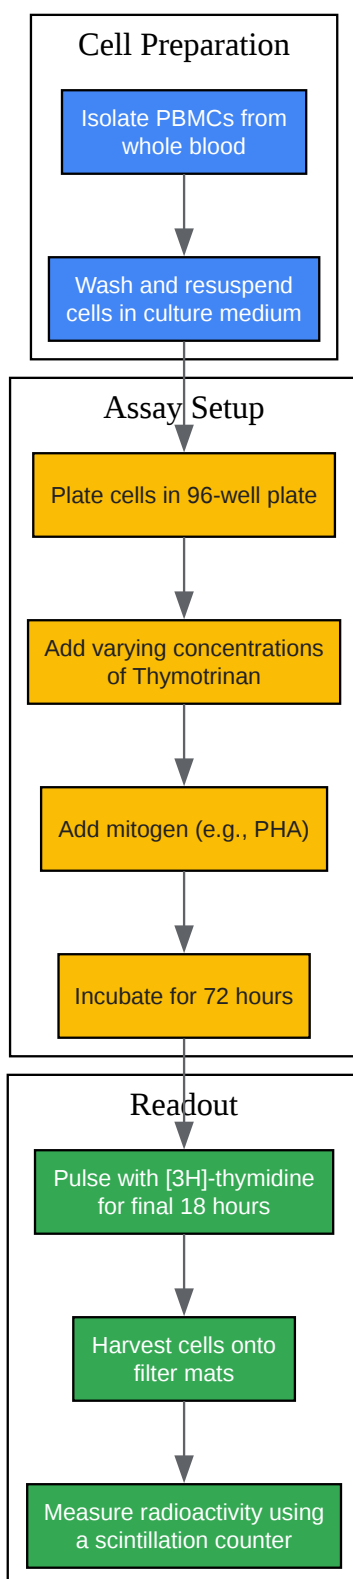 Cell Preparation
Isolate PBMCs from
whole blood
Wash and resuspend
cells in culture medium
Assay Setup
Plate cells in 96-well plate
Add varying concentrations
of Thymotrinan
Add mitogen (e.g., PHA)
Incubate for 72 hours
Readout
Pulse with [3H]-thymidine
for final 18 hours
Harvest cells onto
filter mats
Measure radioactivity using
a scintillation counter